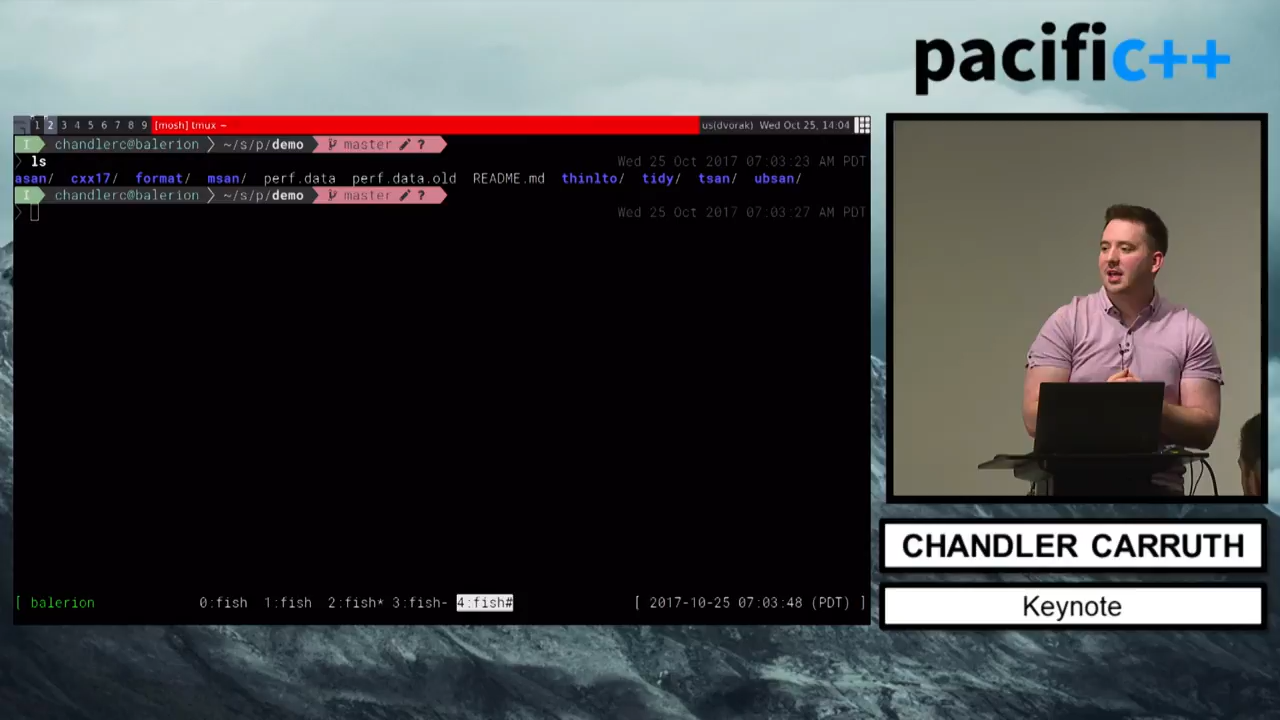 pacific++
1 2 3 4 5 6 7 8 9 [mosh] tmux ~ us(dvorak) Wed Oct 25, 14:04
I chandlerc@balerion ~/s/p/demo master ?
ls Wed 25 Oct 2017 07:03:23 AM PDT
asan/ cxx17/ format/ msan/ perf.data perf.data.old README.md thinlto/ tidy/ tsan/ ubsan/
I chandlerc@balerion ~/s/p/demo master ?
Wed 25 Oct 2017 07:03:27 AM PDT
[ balerion 0:fish 1:fish 2:fish* 3:fish- 4:fish# [ 2017-10-25 07:03:48 (PDT) ]
CHANDLER CARRUTH
Keynote